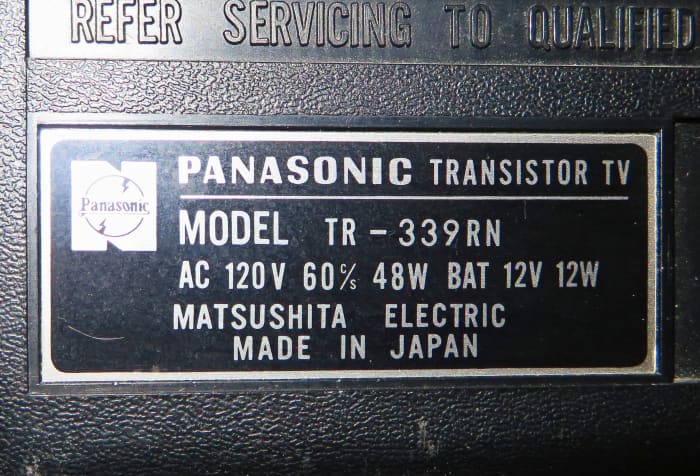 REFER SERVICING TO QUALIFIED
PANASONIC TRANSISTOR TV
Panasonic
MODEL TR-339RN
AC 120V 60 c/s 48W BAT 12V 12W
MATSUSHITA ELECTRIC
MADE IN JAPAN